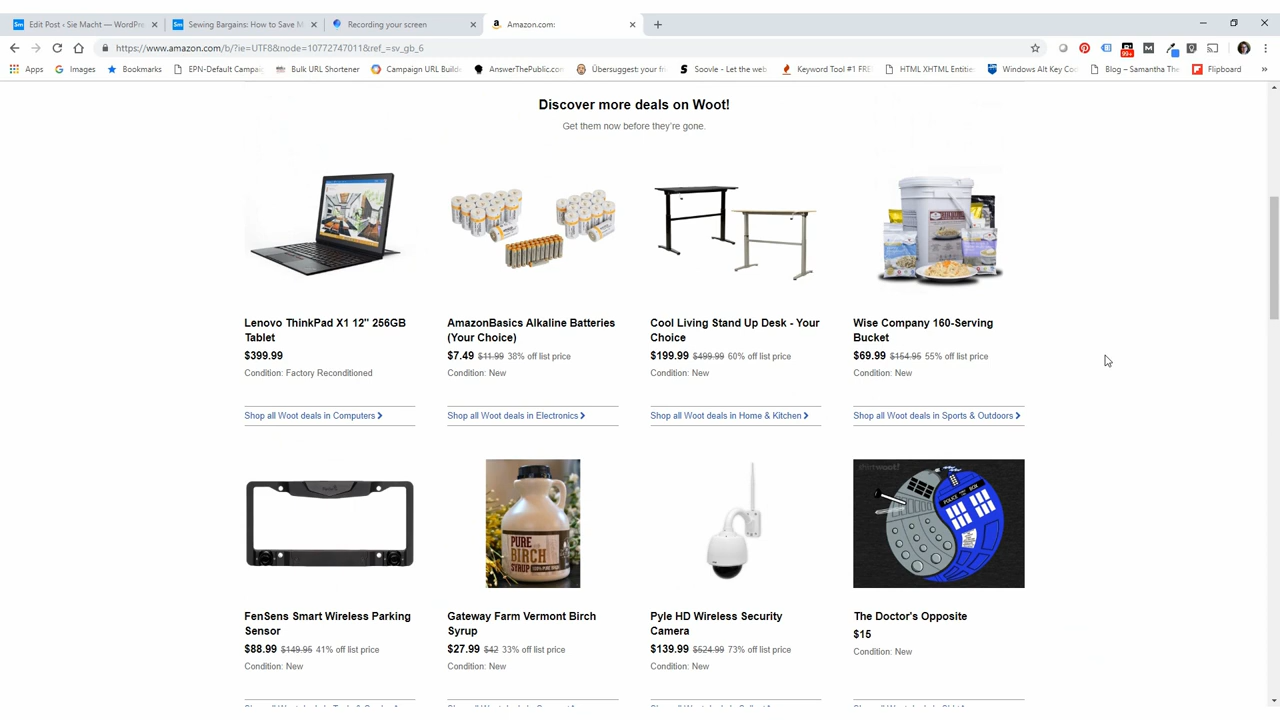 Edit Post ‹ Sie Macht — WordPre
Sewing Bargains: How to Save M
Recording your screen
Amazon.com:
https://www.amazon.com/b/?ie=UTF8&node=10772747011&ref_=sv_gb_6
99+
Apps
Images
Bookmarks
EPN-Default Campai
Bulk URL Shortener
Campaign URL Builde
AnswerThePublic.com
Übersuggest: your fr
Soovle - Let the web
Keyword Tool #1 FRE
HTML XHTML Entitie
Windows Alt Key Co
Blog – Samantha The
Flipboard
Discover more deals on Woot!
Get them now before they're gone.
Lenovo ThinkPad X1 12" 256GB
Tablet
$399.99
Condition: Factory Reconditioned
Shop all Woot deals in Computers
AmazonBasics Alkaline Batteries
(Your Choice)
$7.49 $11.99 38% off list price
Condition: New
Shop all Woot deals in Electronics
Cool Living Stand Up Desk - Your
Choice
$199.99 $499.99 60% off list price
Condition: New
Shop all Woot deals in Home & Kitchen
Wise Company 160-Serving
Bucket
$69.99 $154.95 55% off list price
Condition: New
Shop all Woot deals in Sports & Outdoors
FenSens Smart Wireless Parking
Sensor
$88.99 $149.95 41% off list price
Condition: New
PURE
BIRCH
SYRUP
Gateway Farm Vermont Birch
Syrup
$27.99 $42 33% off list price
Condition: New
Pyle HD Wireless Security
Camera
$139.99 $524.99 73% off list price
Condition: New
shirt.woot!
POLICE BOX
The Doctor's Opposite
$15
Condition: New